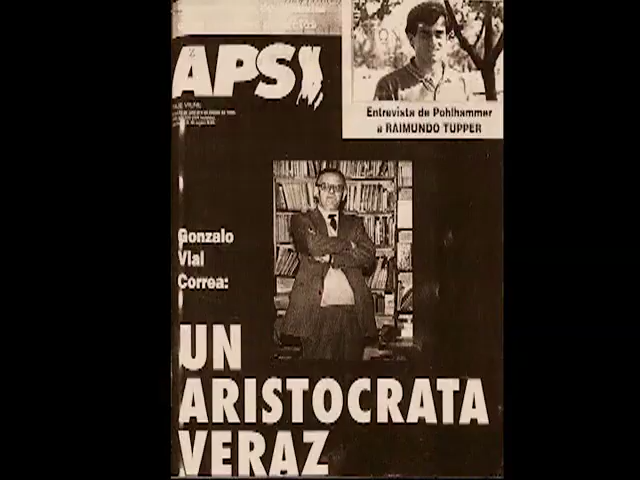 APSI
Entrevista de Pohlhammer
a RAIMUNDO TUPPER
Gonzalo
Vial
Correa:
UN
ARISTOCRATA
VERAZ